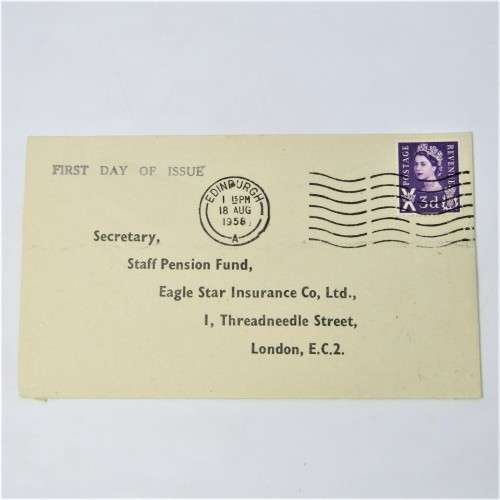 FIRST DAY OF ISSUE
EDINBURGH
1 15PM
18 AUG
1958
A
POSTAGE
REVENUE
3d
Secretary,
Staff Pension Fund,
Eagle Star Insurance Co, Ltd.,
1, Threadneedle Street,
London, E.C.2.